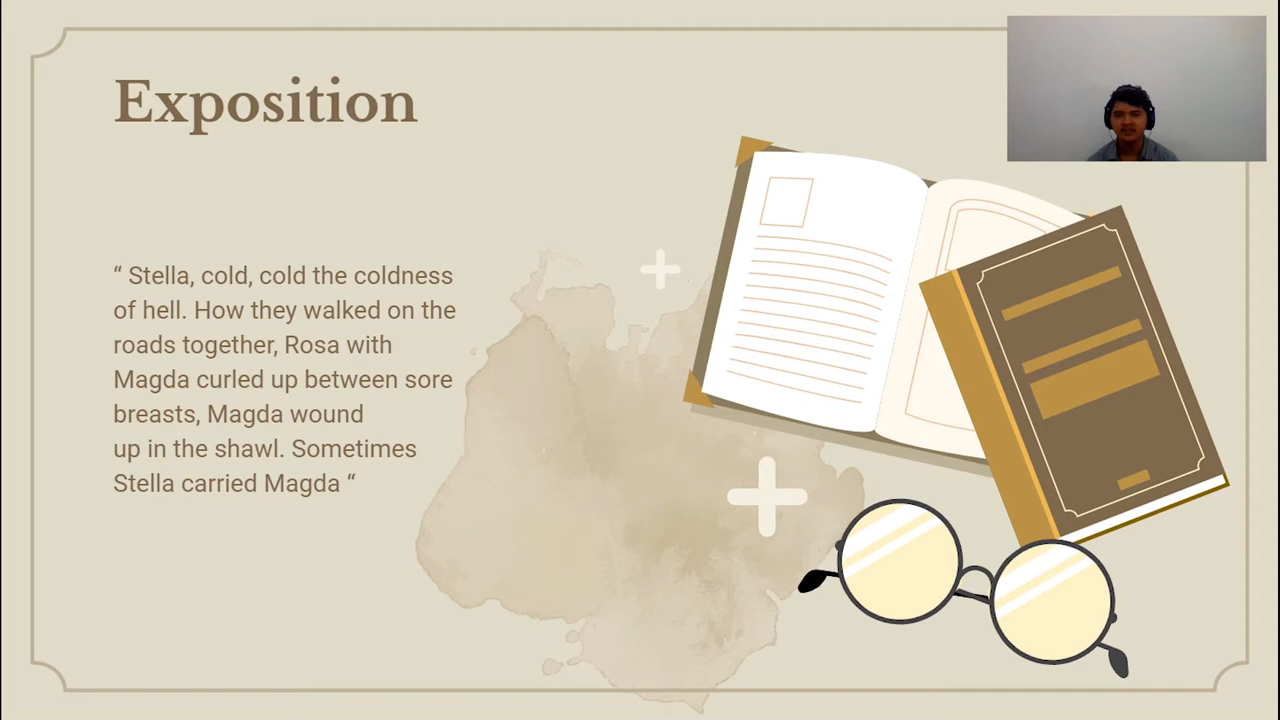 Exposition
“ Stella, cold, cold the coldness
of hell. How they walked on the
roads together, Rosa with
Magda curled up between sore
breasts, Magda wound
up in the shawl. Sometimes
Stella carried Magda “